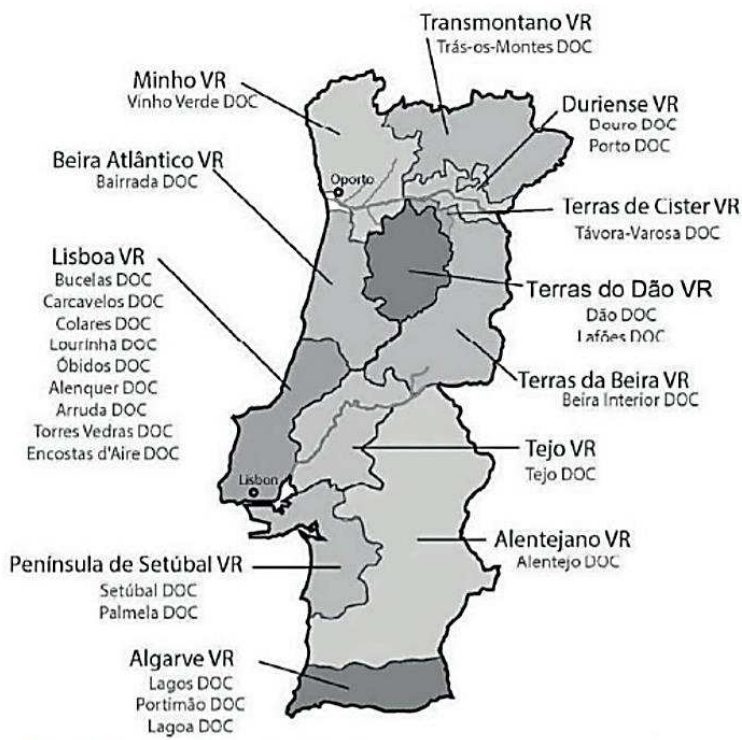 Transmontano VR
Trás-os-Montes DOC
Minho VR
Vinho Verde DOC
Duriense VR
Douro DOC
Porto DOC
Beira Atlântico VR
Bairrada DOC
Oporto
Terras de Cister VR
Távora-Varosa DOC
Lisboa VR
Bucelas DOC
Carcavelos DOC
Colares DOC
Lourinhã DOC
Óbidos DOC
Alenquer DOC
Arruda DOC
Torres Vedras DOC
Encostas d'Aire DOC
Terras do Dão VR
Dão DOC
Lafões DOC
Terras da Beira VR
Beira Interior DOC
Tejo VR
Tejo DOC
Lisbon
Alentejano VR
Alentejo DOC
Península de Setúbal VR
Setúbal DOC
Palmela DOC
Algarve VR
Lagos DOC
Portimão DOC
Lagoa DOC